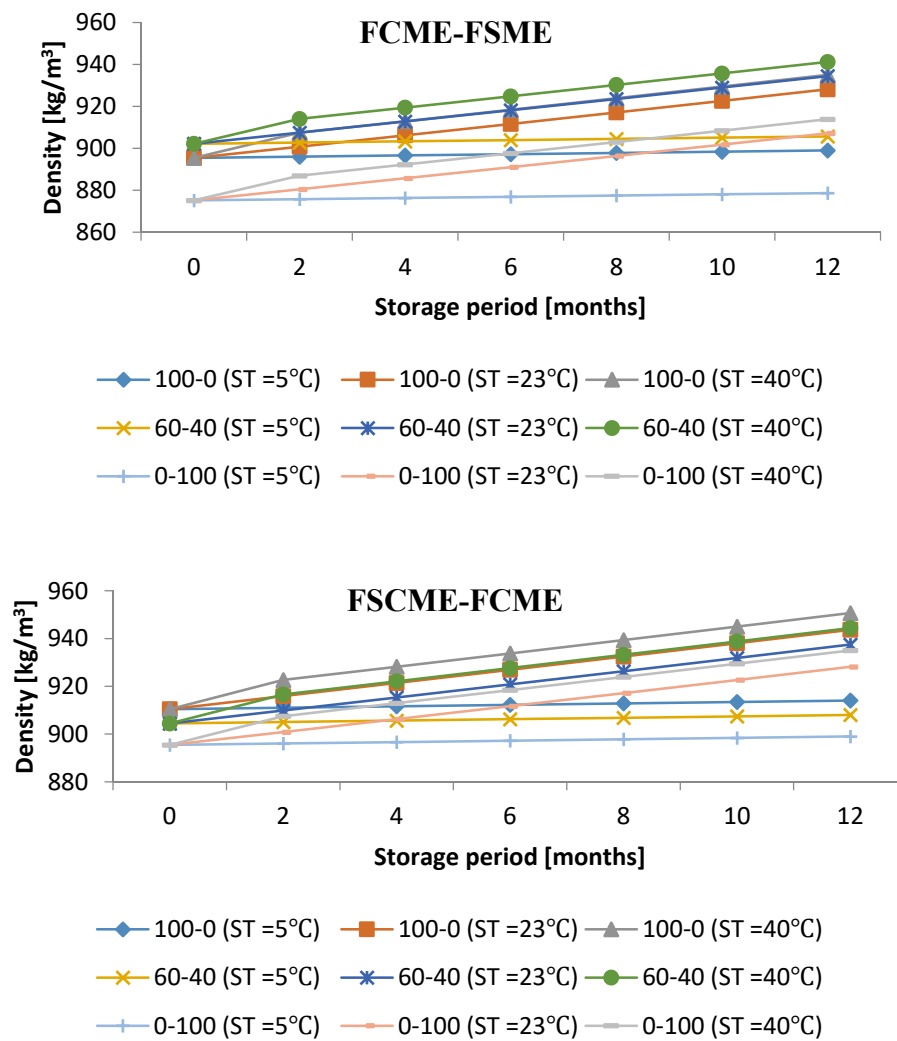 FCME-FSME
Density [kg/m³]
960
940
920
900
880
860
0 2 4 6 8 10 12
Storage period [months]
100-0 (ST =5℃) 100-0 (ST =23℃) 100-0 (ST =40℃)
60-40 (ST =5℃) 60-40 (ST =23℃) 60-40 (ST =40℃)
0-100 (ST =5℃) 0-100 (ST =23℃) 0-100 (ST =40℃)
FSCME-FCME
Density [kg/m³]
960
940
920
900
880
0 2 4 6 8 10 12
Storage period [months]
100-0 (ST =5℃) 100-0 (ST =23℃) 100-0 (ST =40℃)
60-40 (ST =5℃) 60-40 (ST =23℃) 60-40 (ST =40℃)
0-100 (ST =5℃) 0-100 (ST =23℃) 0-100 (ST =40℃)